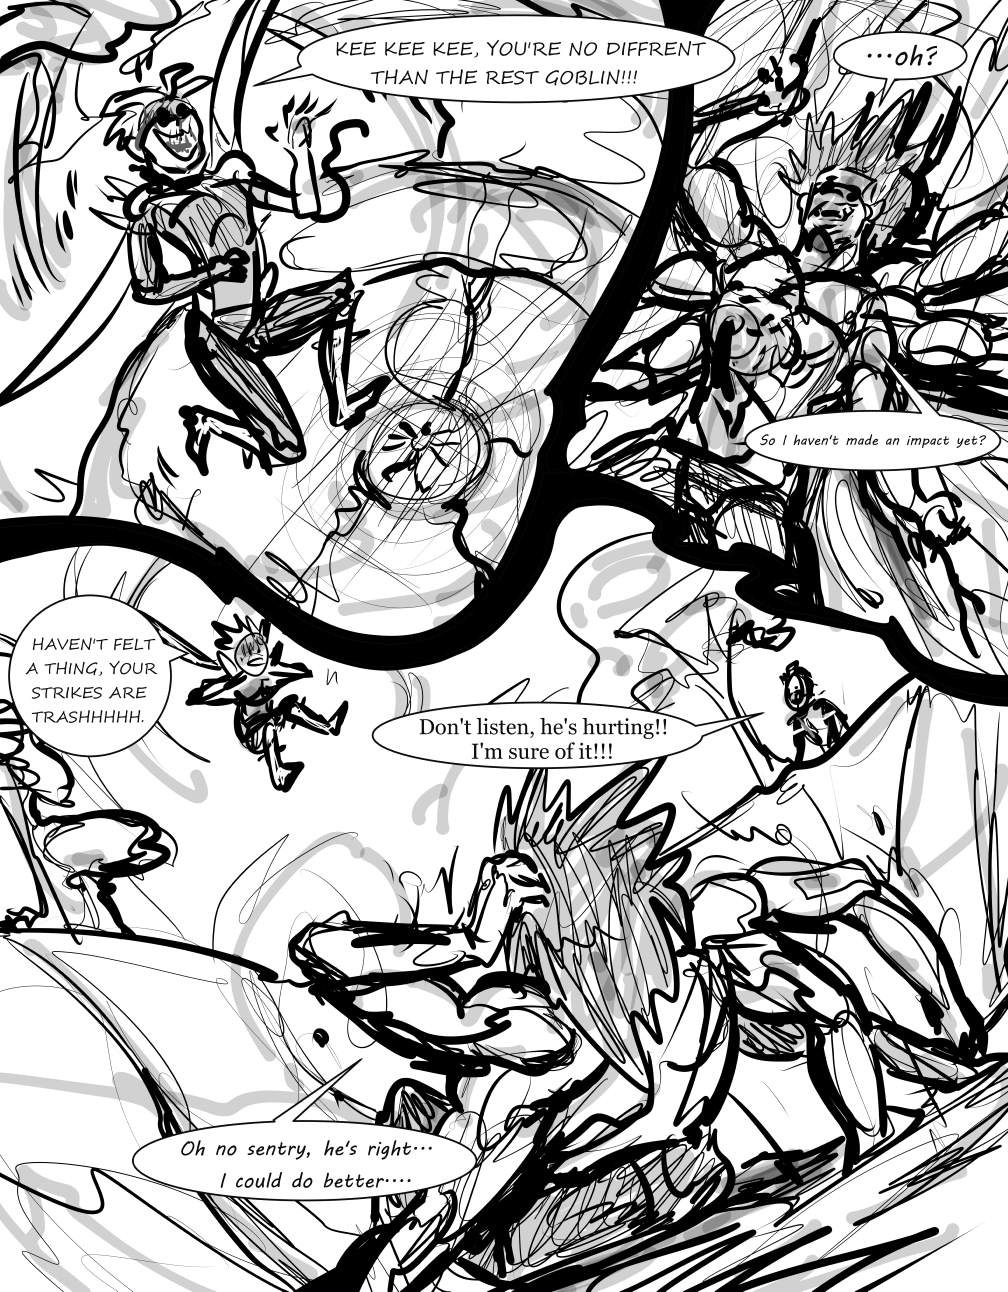 KEE KEE KEE, YOU'RE NO DIFFRENT
THAN THE REST GOBLIN!!!
...oh?
So I haven't made an impact yet?
HAVEN'T FELT
A THING, YOUR
STRIKES ARE
TRASHHHHH.
Don't listen, he's hurting!!
I'm sure of it!!!
Oh no sentry, he's right...
I could do better....